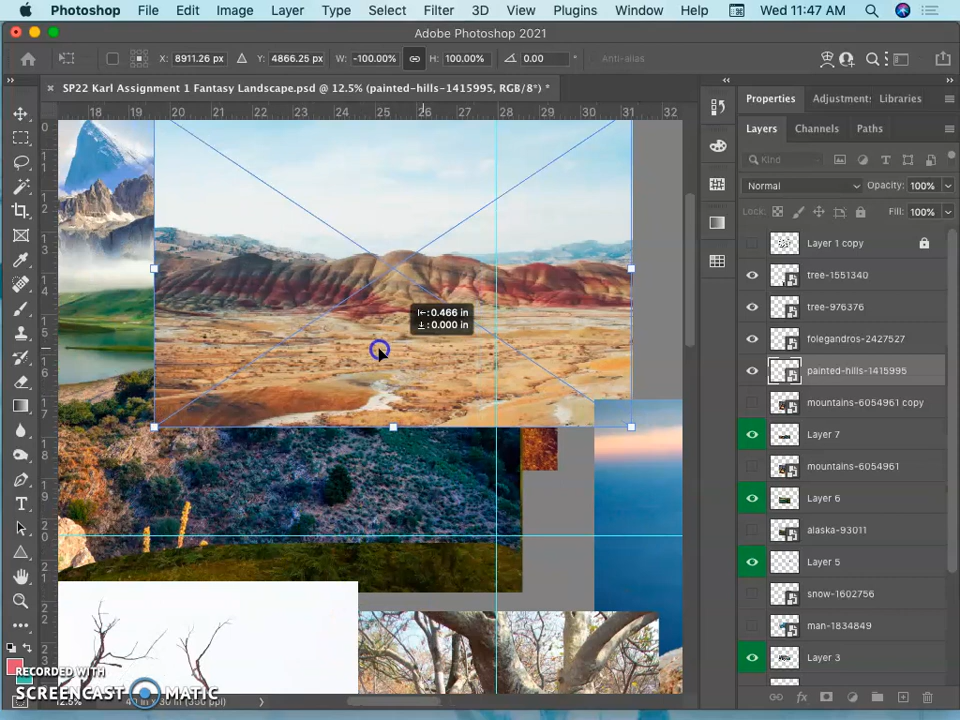 Photoshop File Edit Image Layer Type Select Filter 3D View Plugins Window Help Wed 11:47 AM
Adobe Photoshop 2021
X: 8911.26 px Y: 4866.25 px W: -100.00% H: 100.00% 0.00 Anti-alias
SP22 Karl Assignment 1 Fantasy Landscape.psd @ 12.5% (painted-hills-1415995, RGB/8*) *
18 19 20 21 22 23 24 25 26 27 28 29 30 31 32
Properties Adjustments Libraries
Layers Channels Paths
Kind
Normal Opacity: 100%
Lock: Fill: 100%
Layer 1 copy
tree-1551340
tree-976376
folegandros-2427527
painted-hills-1415995
mountains-6054961 copy
Layer 7
mountains-6054961
Layer 6
alaska-93011
Layer 5
snow-1602756
man-1834849
Layer 3
: 0.466 in
: 0.000 in
RECORDED WITH
SCREENCAST MATIC